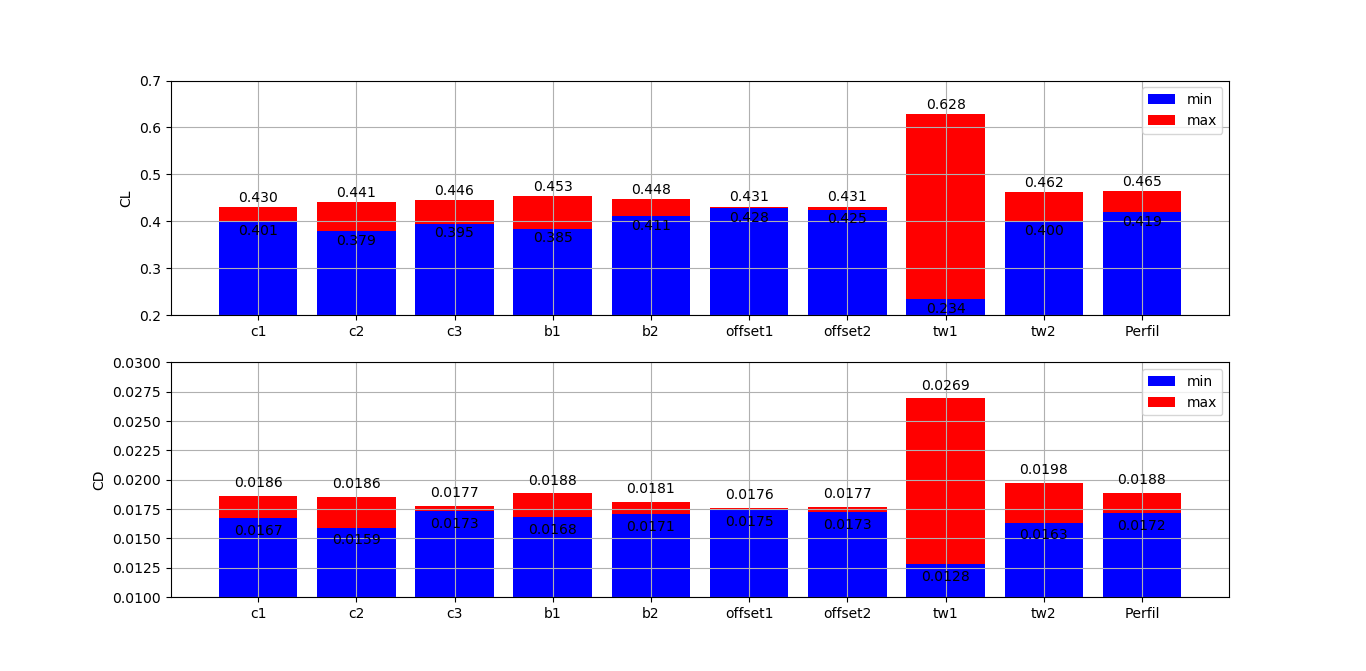 0.7
0.6
0.5
0.4
0.3
0.2
CL
0.430 0.441 0.446 0.453 0.448 0.431 0.431 0.628 0.462 0.465
0.401 0.379 0.395 0.385 0.411 0.428 0.425 0.234 0.400 0.419
c1 c2 c3 b1 b2 offset1 offset2 tw1 tw2 Perfil
min
max
0.0300
0.0275
0.0250
0.0225
0.0200
0.0175
0.0150
0.0125
0.0100
CD
0.0186 0.0186 0.0177 0.0188 0.0181 0.0176 0.0177 0.0269 0.0198 0.0188
0.0167 0.0159 0.0173 0.0168 0.0171 0.0175 0.0173 0.0128 0.0163 0.0172
c1 c2 c3 b1 b2 offset1 offset2 tw1 tw2 Perfil
min
max